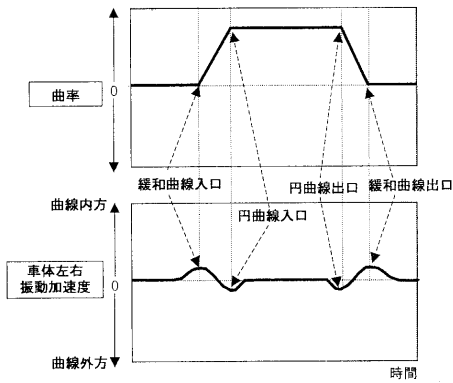 曲率
0
緩和曲線入口
円曲線出口
緩和曲線出口
円曲線入口
曲線内方
車体左右
振動加速度
0
曲線外方
時間